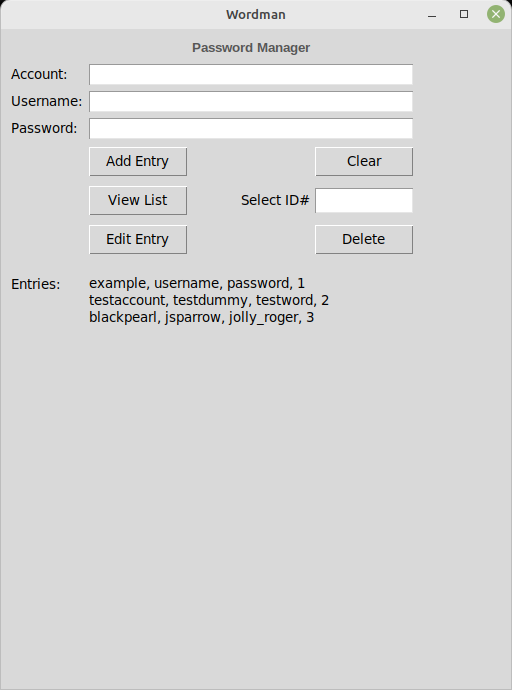 Wordman
Password Manager
Account:
Username:
Password:
Add Entry
Clear
View List
Select ID#
Edit Entry
Delete
Entries:
example, username, password, 1
testaccount, testdummy, testword, 2
blackpearl, jsparrow, jolly_roger, 3